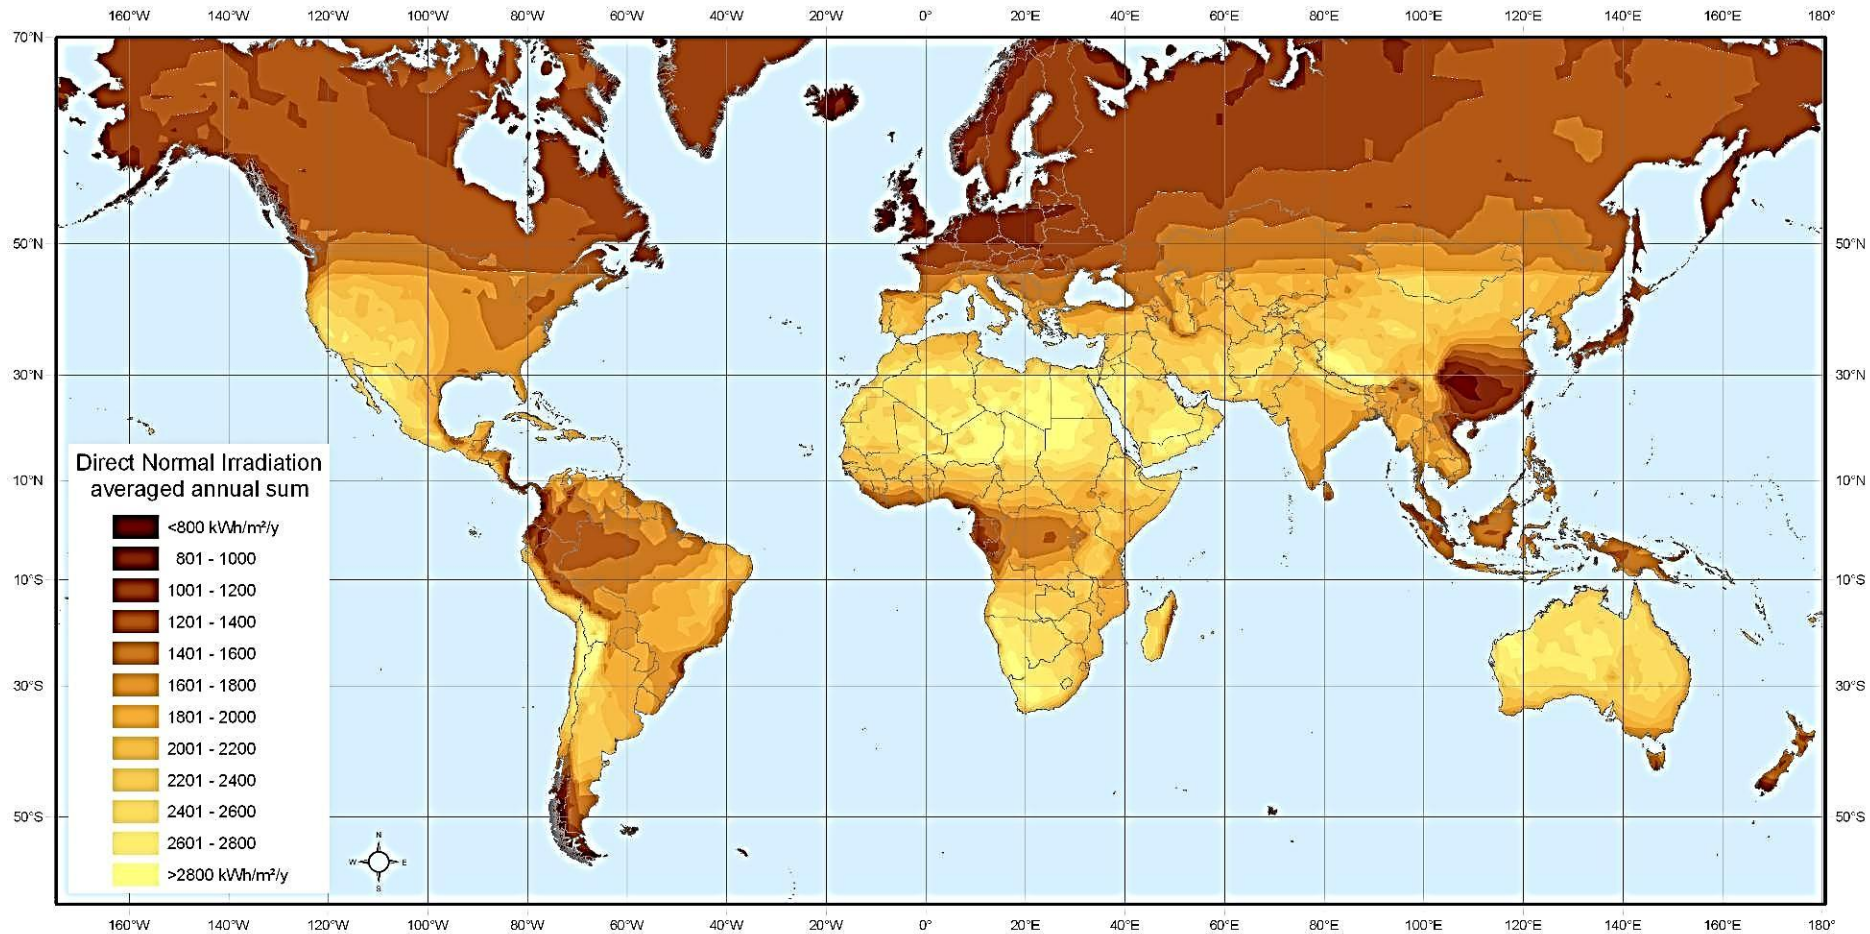 160°W 140°W 120°W 100°W 80°W 60°W 40°W 20°W 0° 20°E 40°E 60°E 80°E 100°E 120°E 140°E 160°E 180°
70°N
50°N 50°N
30°N 30°N
10°N 10°N
10°S 10°S
30°S 30°S
50°S 50°S
Direct Normal Irradiation
averaged annual sum
<800 kWh/m²/y
801 - 1000
1001 - 1200
1201 - 1400
1401 - 1600
1601 - 1800
1801 - 2000
2001 - 2200
2201 - 2400
2401 - 2600
2601 - 2800
>2800 kWh/m²/y
N
W E
S
160°W 140°W 120°W 100°W 80°W 60°W 40°W 20°W 0° 20°E 40°E 60°E 80°E 100°E 120°E 140°E 160°E 180°